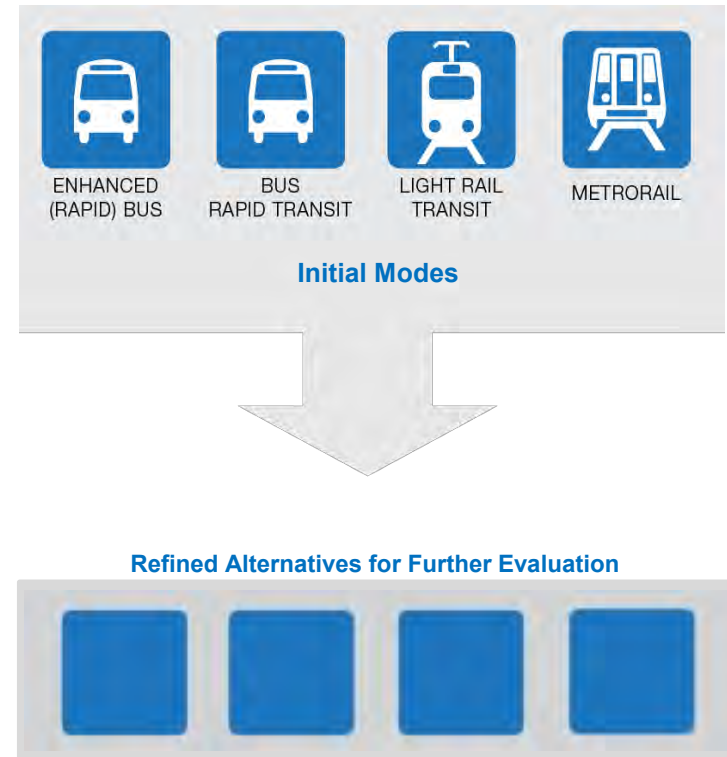 ENHANCED
(RAPID) BUS
BUS
RAPID TRANSIT
LIGHT RAIL
TRANSIT
METRORAIL
Initial Modes
Refined Alternatives for Further Evaluation